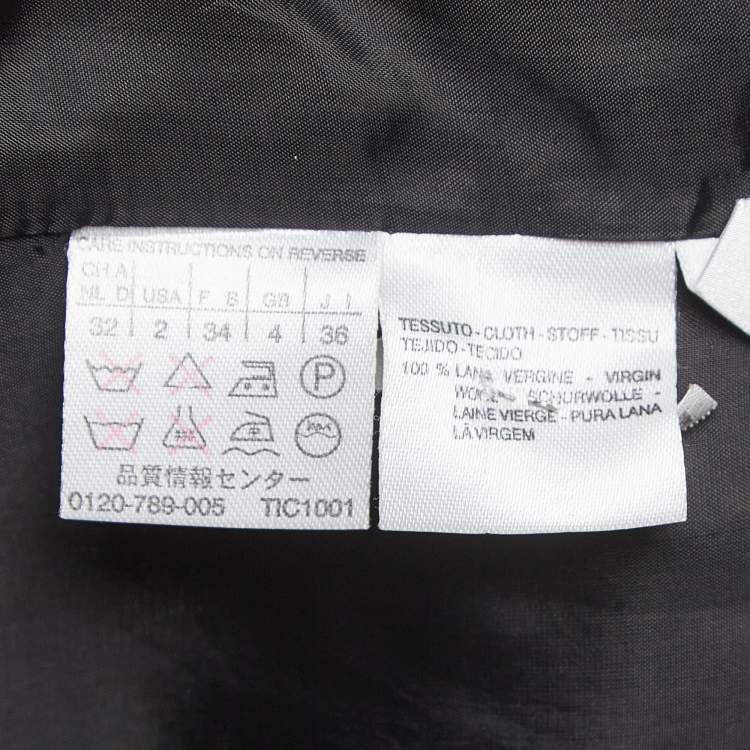 CARE INSTRUCTIONS ON REVERSE
CH A
NL D USA F B GB J I
32 2 34 4 36
P
品質情報センター
0120-789-005 TIC1001
TESSUTO - CLOTH - STOFF - TISSU
TEJIDO - TECIDO
100 % LANA VERGINE - VIRGIN
WOOL - SCHURWOLLE -
LAINE VIERGE - PURA LANA
LÀ VIRGEM